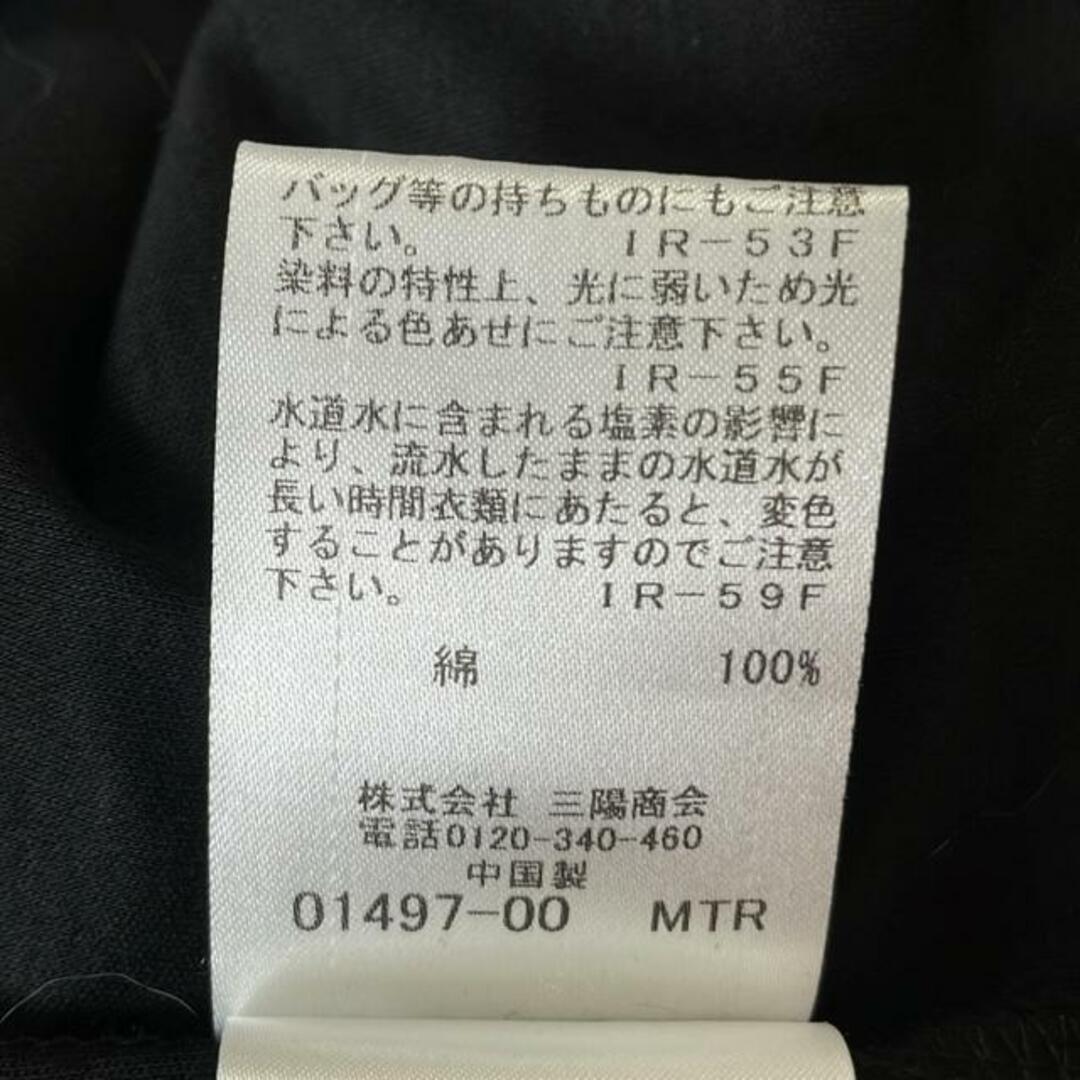 バッグ等の持ちものにもご注意
下さい。 IR-53F
染料の特性上、光に弱いため光
による色あせにご注意下さい。
IR-55F
水道水に含まれる塩素の影響に
より、流水したままの水道水が
長い時間衣類にあたると、変色
することがありますのでご注意
下さい。 IR-59F
綿 100%
株式会社 三陽商会
電話0120-340-460
中国製
01497-00 MTR